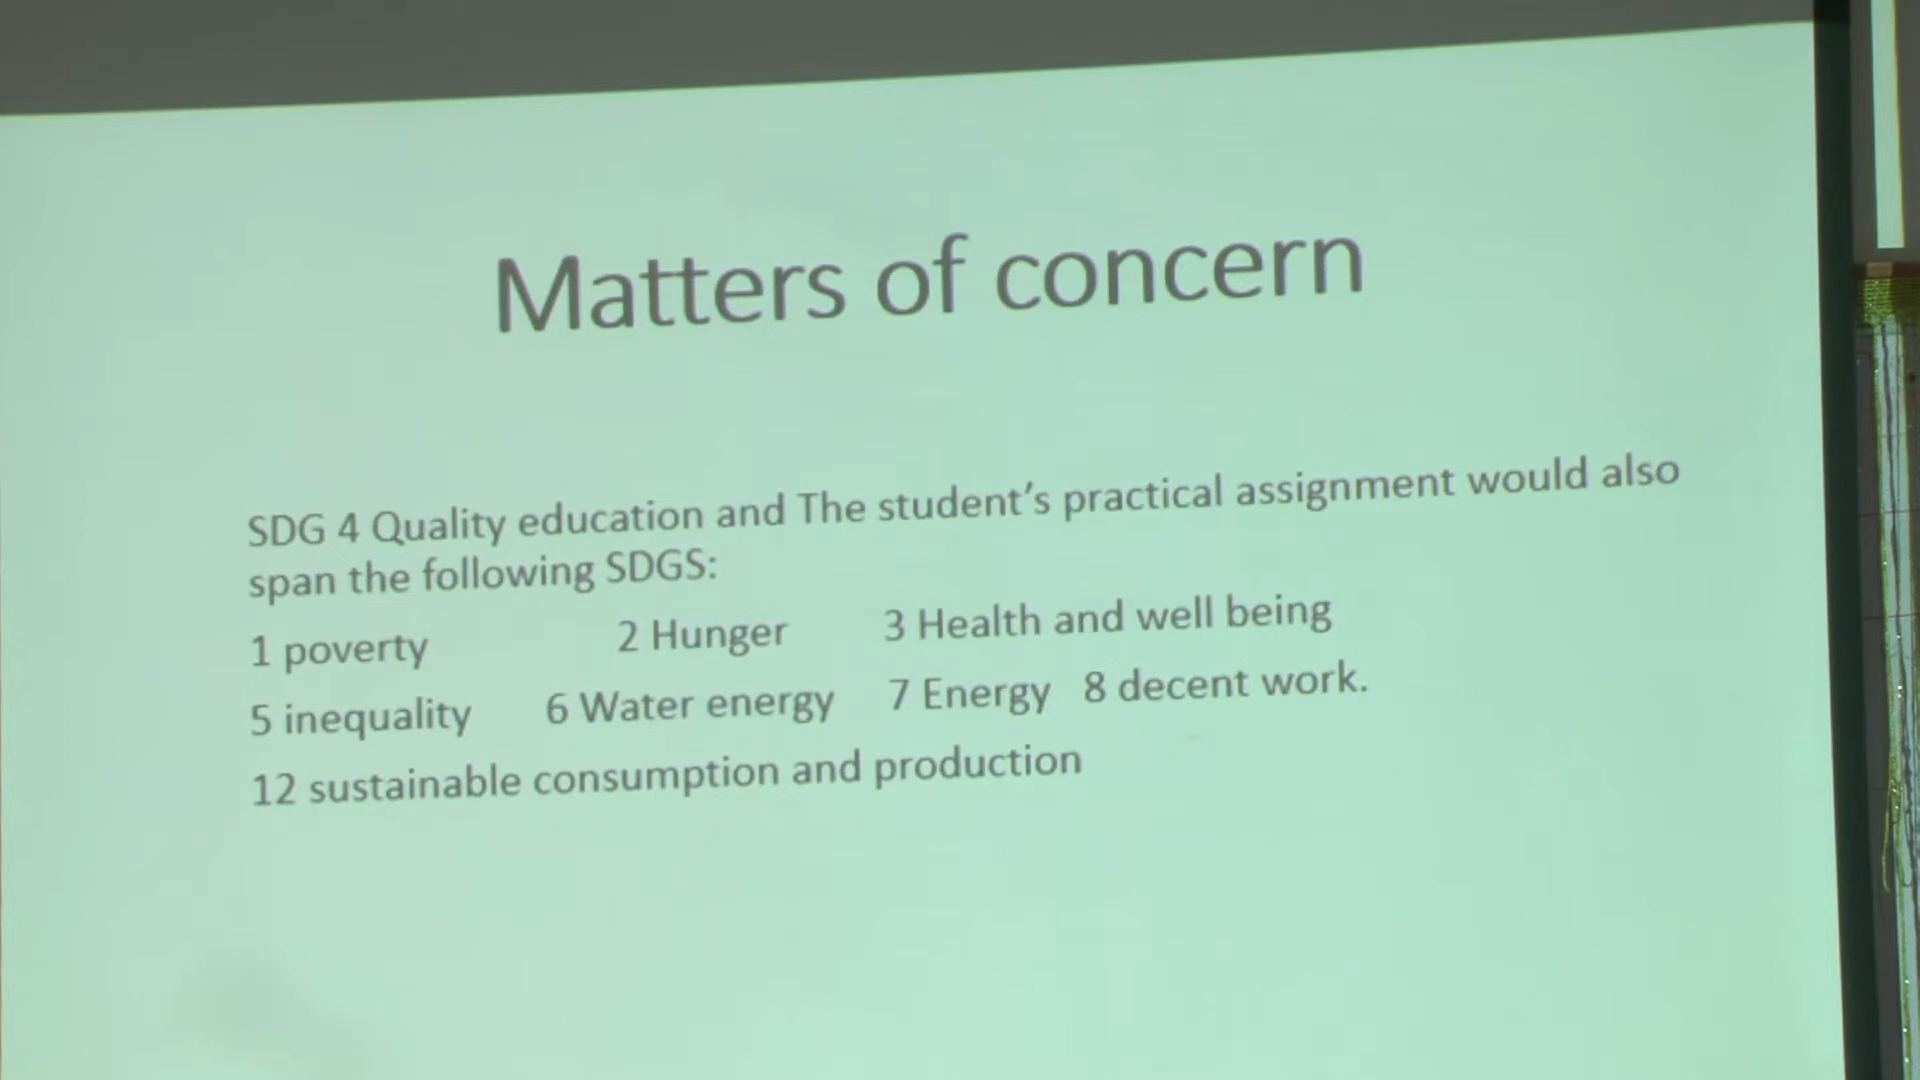 Matters of concern
SDG 4 Quality education and The student's practical assignment would also
span the following SDGS:
1 poverty 2 Hunger 3 Health and well being
5 inequality 6 Water energy 7 Energy 8 decent work.
12 sustainable consumption and production